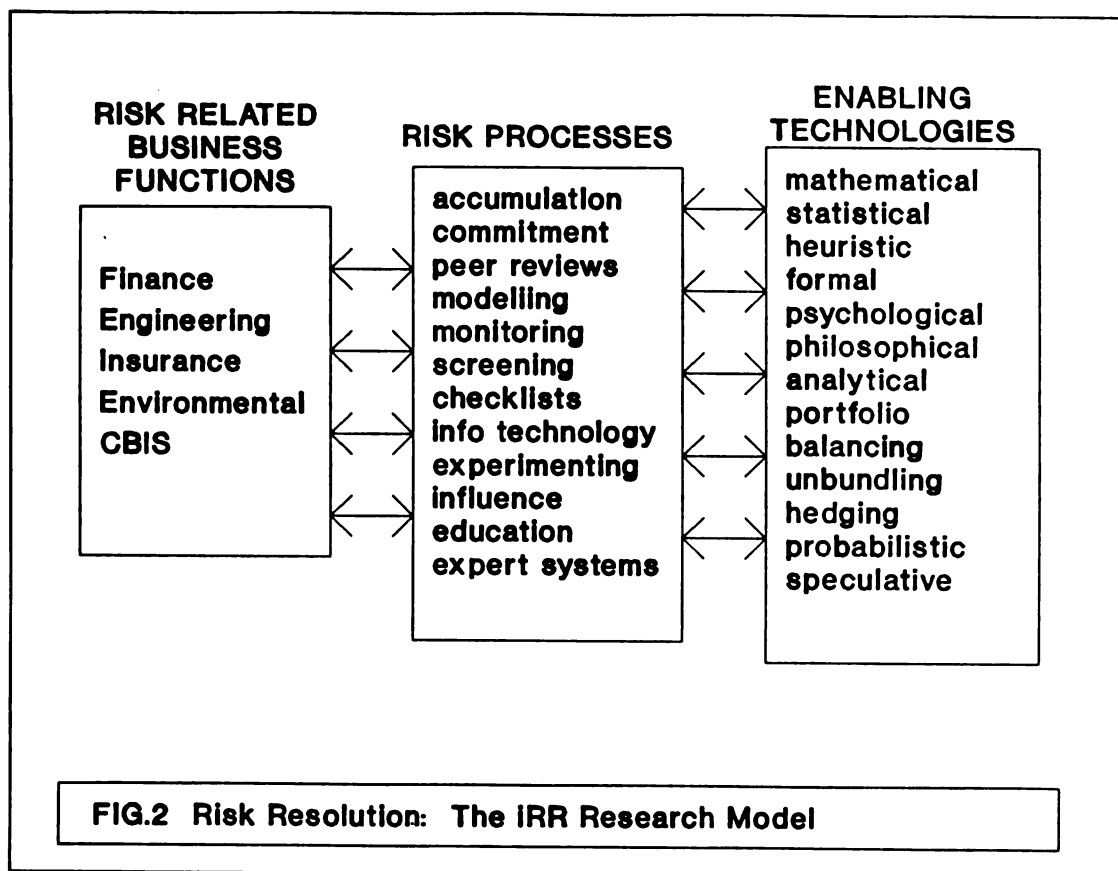 RISK RELATED
BUSINESS
FUNCTIONS
Finance
Engineering
Insurance
Environmental
CBIS
RISK PROCESSES
accumulation
commitment
peer reviews
modelling
monitoring
screening
checklists
info technology
experimenting
influence
education
expert systems
ENABLING
TECHNOLOGIES
mathematical
statistical
heuristic
formal
psychological
philosophical
analytical
portfolio
balancing
unbundling
hedging
probabilistic
speculative
FIG.2 Risk Resolution: The IRR Research Model